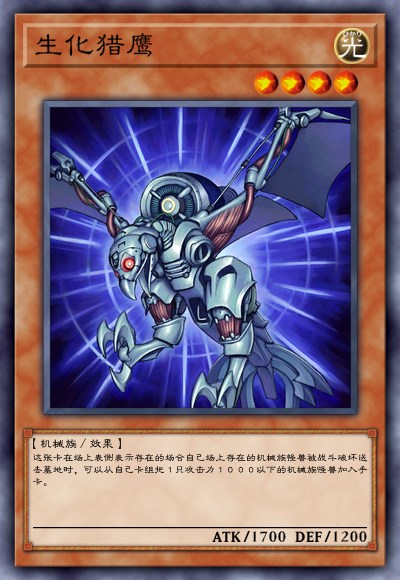 生化猎鹰
光
【机械族/效果】
这张卡在场上表侧表示存在的场合自己场上存在的机械族怪兽被战斗破坏送
去墓地时，可以从自己卡组把１只攻击力１０００以下的机械族怪兽加入手
卡。
ATK/1700 DEF/1200